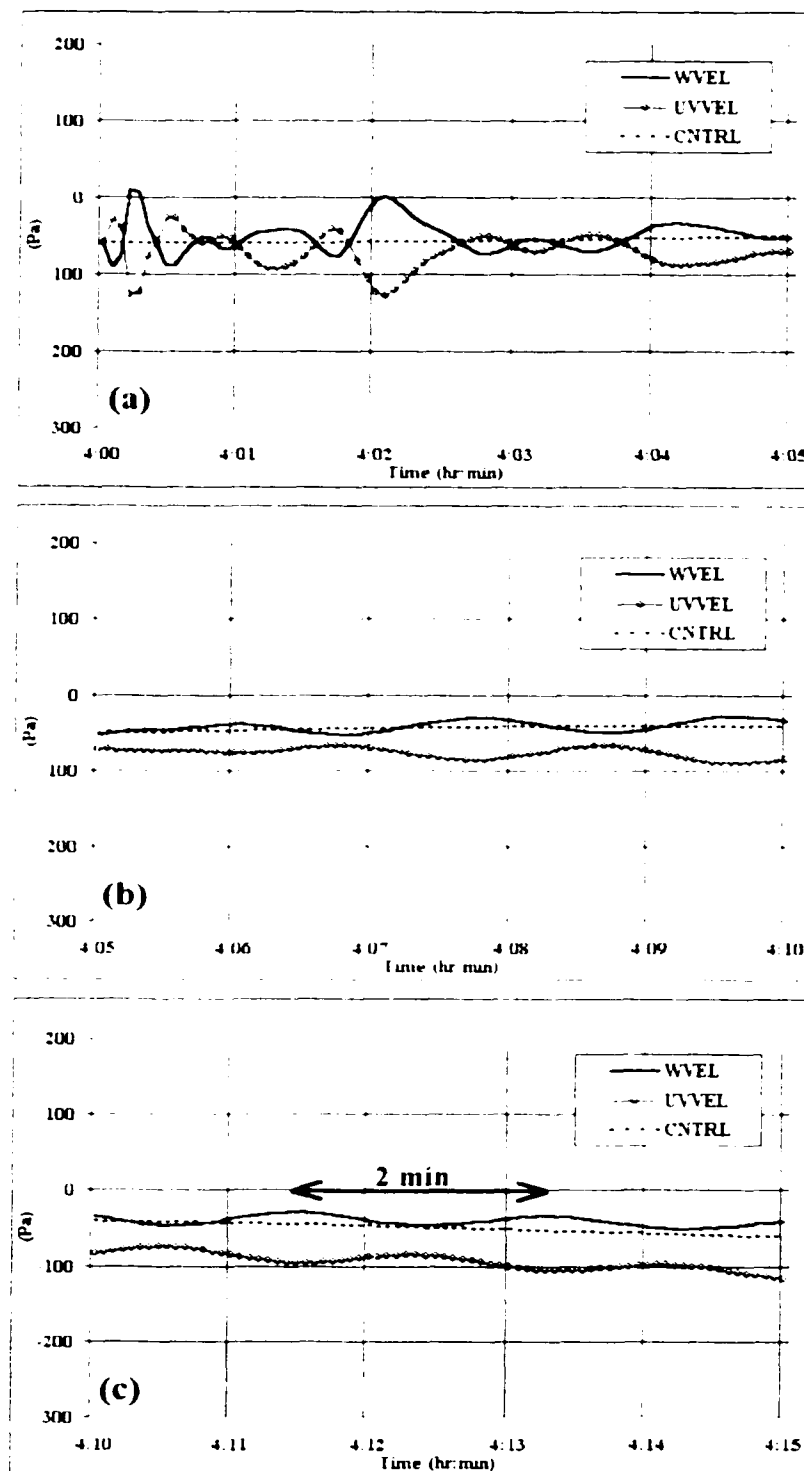 200
100
0
100
200
300
(Pa)
WVEL
UVVEL
CNTRL
(a)
4:00 4:01 4:02 4:03 4:04 4:05
Time (hr:min)
200
100
0
100
200
300
(Pa)
WVEL
UVVEL
CNTRL
(b)
4:05 4:06 4:07 4:08 4:09 4:10
Time (hr min)
200
100
0
-100
-200
300
(Pa)
WVEL
UVVEL
CNTRL
2 min
(c)
4:10 4:11 4:12 4:13 4:14 4:15
Time (hr:min)